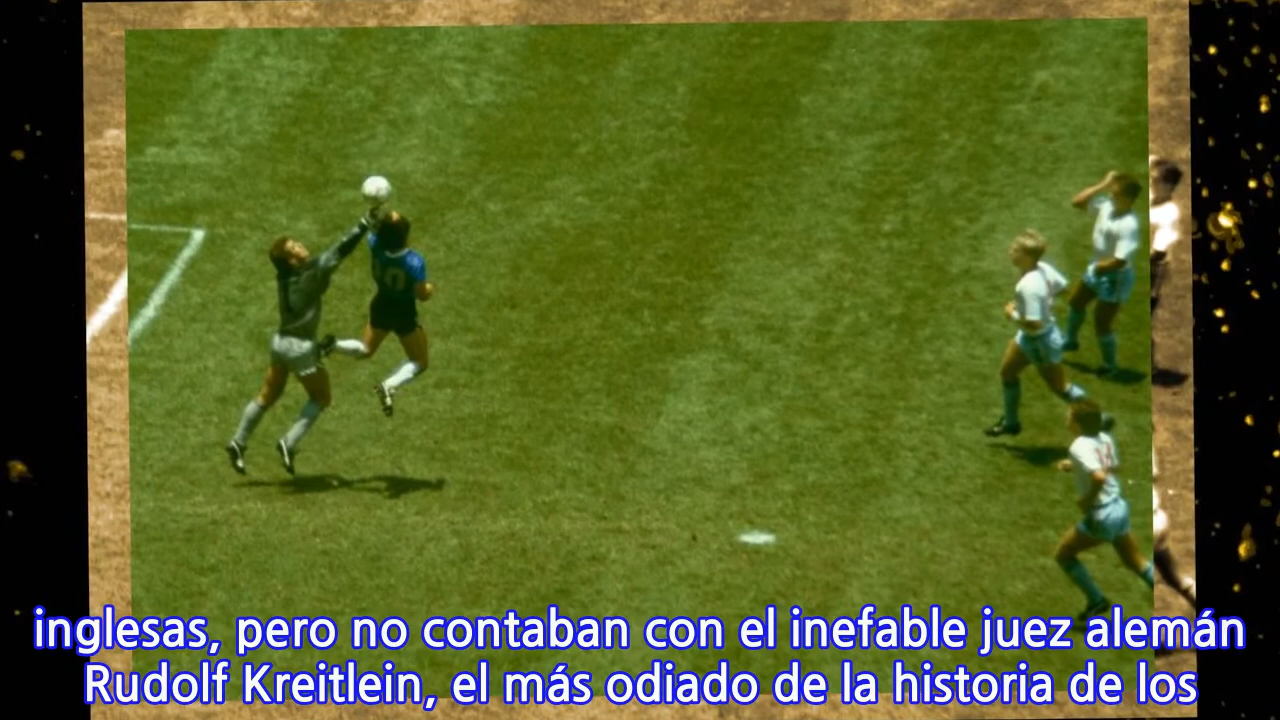 inglesas, pero no contaban con el inefable juez alemán
Rudolf Kreitlein, el más odiado de la historia de los